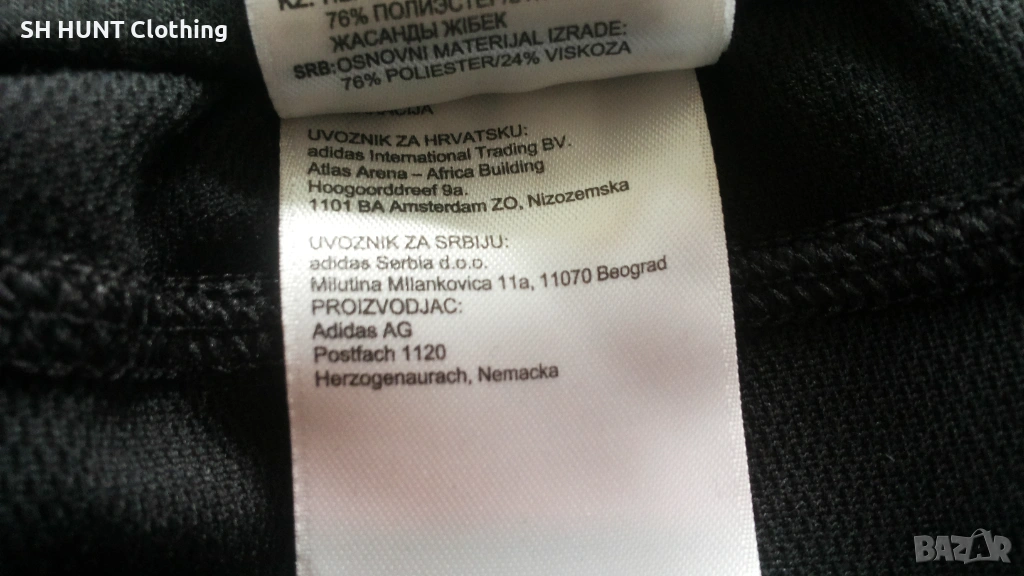 SH HUNT Clothing
KZ:
76% ПОЛИЭСТЕР/
ЖАСАНДЫ ЖІБЕК
SRB:OSNOVNI MATERIJAL IZRADE:
76% POLIESTER/24% VISKOZA
UVOZNIK ZA HRVATSKU:
adidas International Trading BV.
Atlas Arena – Africa Building
Hoogoorddreef 9a.
1101 BA Amsterdam ZO, Nizozemska
UVOZNIK ZA SRBIJU:
adidas Serbia d.o.o.
Milutina Milankovica 11a, 11070 Beograd
PROIZVODJAC:
Adidas AG
Postfach 1120
Herzogenaurach, Nemacka
BAZAR